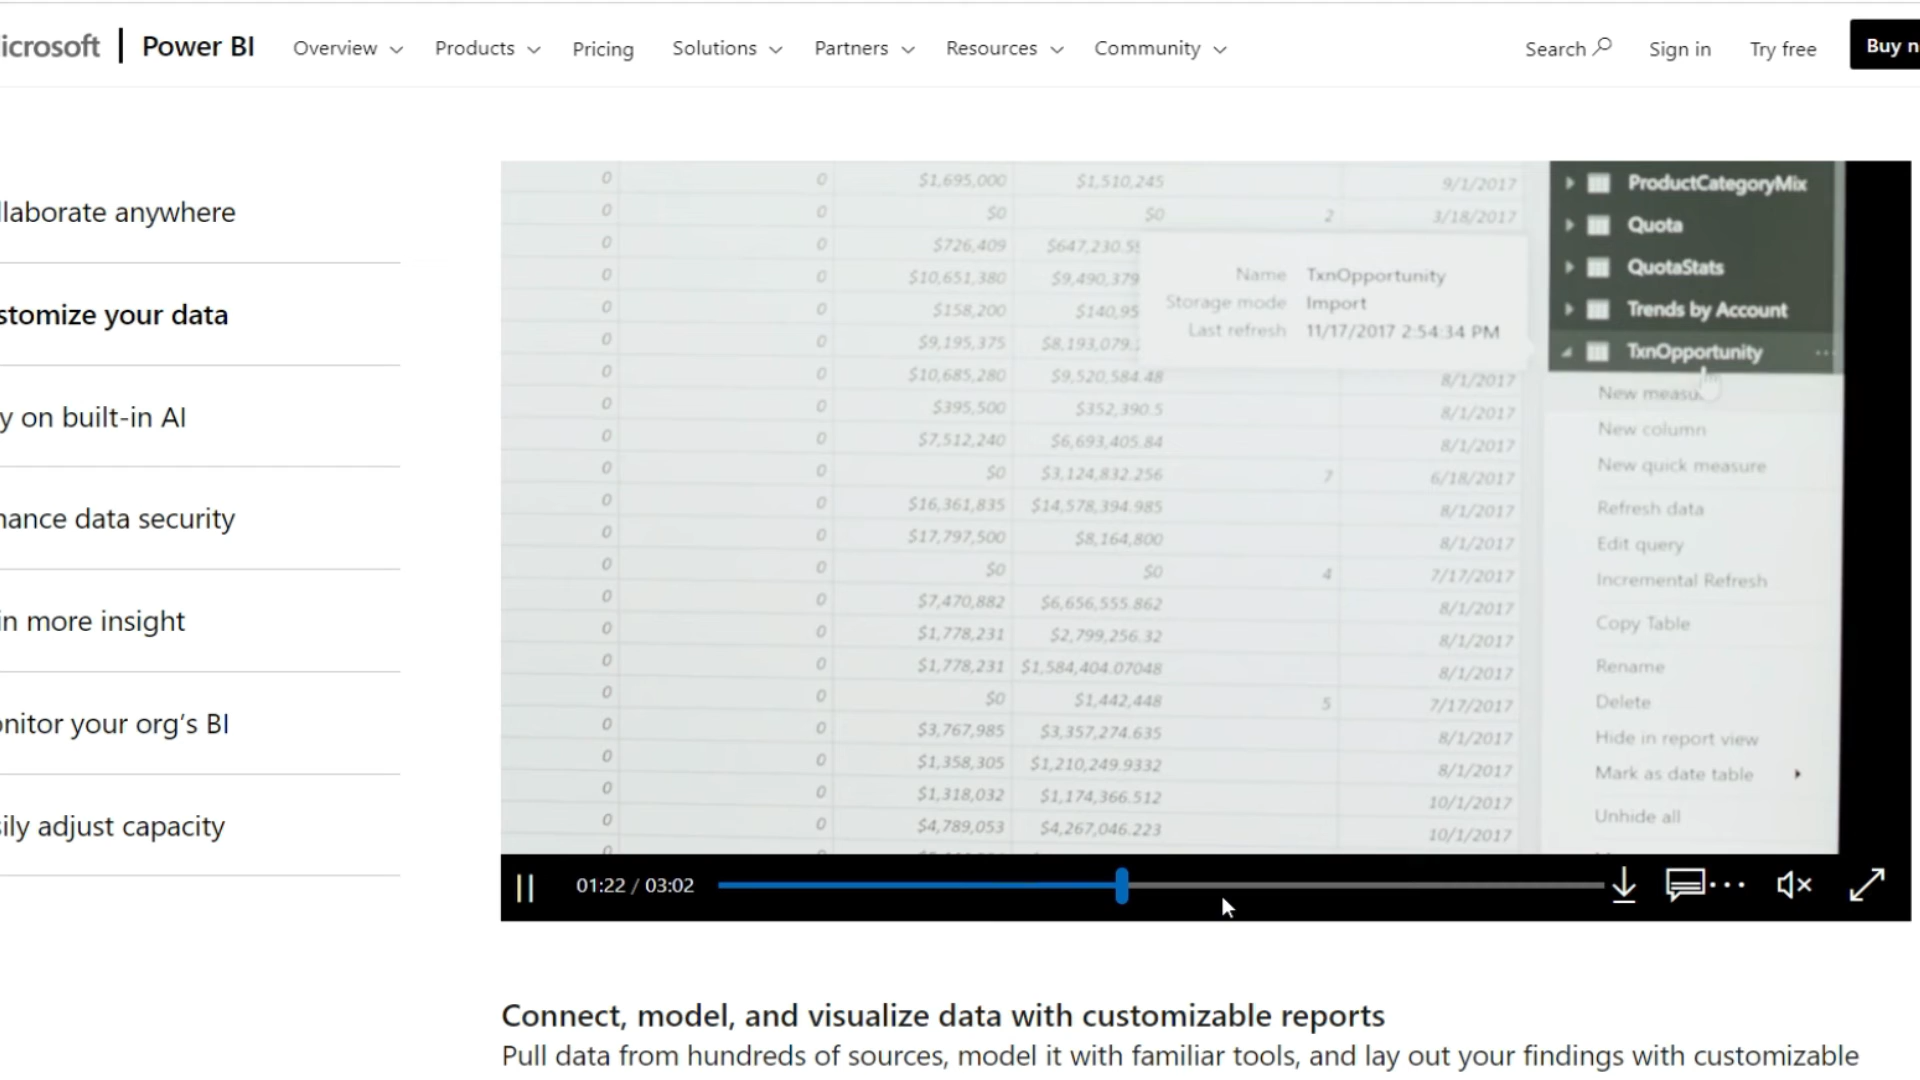 icrosoft | Power BI Overview Products Pricing Solutions Partners Resources Community Search Sign in Try free Buy n
llaborate anywhere
stomize your data
y on built-in AI
hance data security
in more insight
onitor your org's BI
sily adjust capacity
0 0 $1,695,000 $1,510,245 9/1/2017
0 0 $0 $0 2 3/18/2017
0 0 $726,409 $647,230.59
0 0 $10,651,380 $9,490,379
0 0 $158,200 $140,95
0 0 $9,195,375 $8,193,079.
0 0 $10,685,280 $9,520,584.48 8/1/2017
0 0 $395,500 $352,390.5 8/1/2017
0 0 $7,512,240 $6,693,405.84 8/1/2017
0 0 $0 $3,124,832.256 7 6/18/2017
0 0 $16,361,835 $14,578,394.985 8/1/2017
0 0 $17,797,500 $8,164,800 8/1/2017
0 0 $0 $0 4 7/17/2017
0 0 $7,470,882 $6,656,555.862 8/1/2017
0 0 $1,778,231 $2,799,256.32 8/1/2017
0 0 $1,778,231 $1,584,404.07048 8/1/2017
0 0 $0 $1,442,448 5 7/17/2017
0 0 $3,767,985 $3,357,274.635 8/1/2017
0 0 $1,358,305 $1,210,249.9332 8/1/2017
0 0 $1,318,032 $1,174,366.512 10/1/2017
0 0 $4,789,053 $4,267,046.223 10/1/2017
0
Name TxnOpportunity
Storage mode Import
Last refresh 11/17/2017 2:54:34 PM
ProductCategoryMix
Quota
QuotaStats
Trends by Account
TxnOpportunity ...
New measu
New column
New quick measure
Refresh data
Edit query
Incremental Refresh
Copy Table
Rename
Delete
Hide in report view
Mark as date table
Unhide all
01:22 / 03:02
Connect, model, and visualize data with customizable reports
Pull data from hundreds of sources, model it with familiar tools, and lay out your findings with customizable